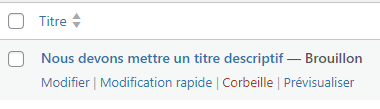 Titre
Nous devons mettre un titre descriptif — Brouillon
Modifier | Modification rapide | Corbeille | Prévisualiser